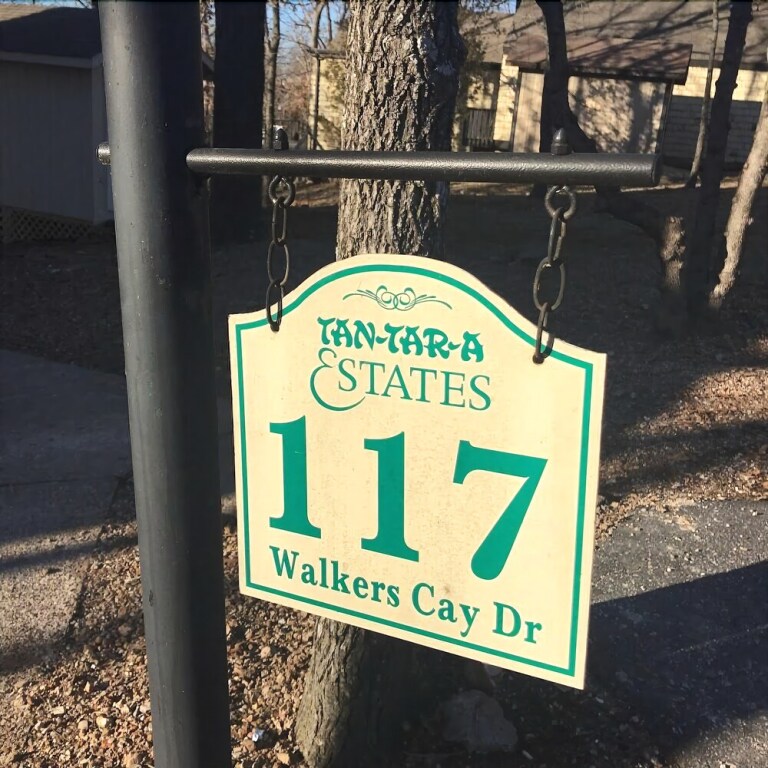 TAN-TAR-A
ESTATES
117
Walkers Cay Dr